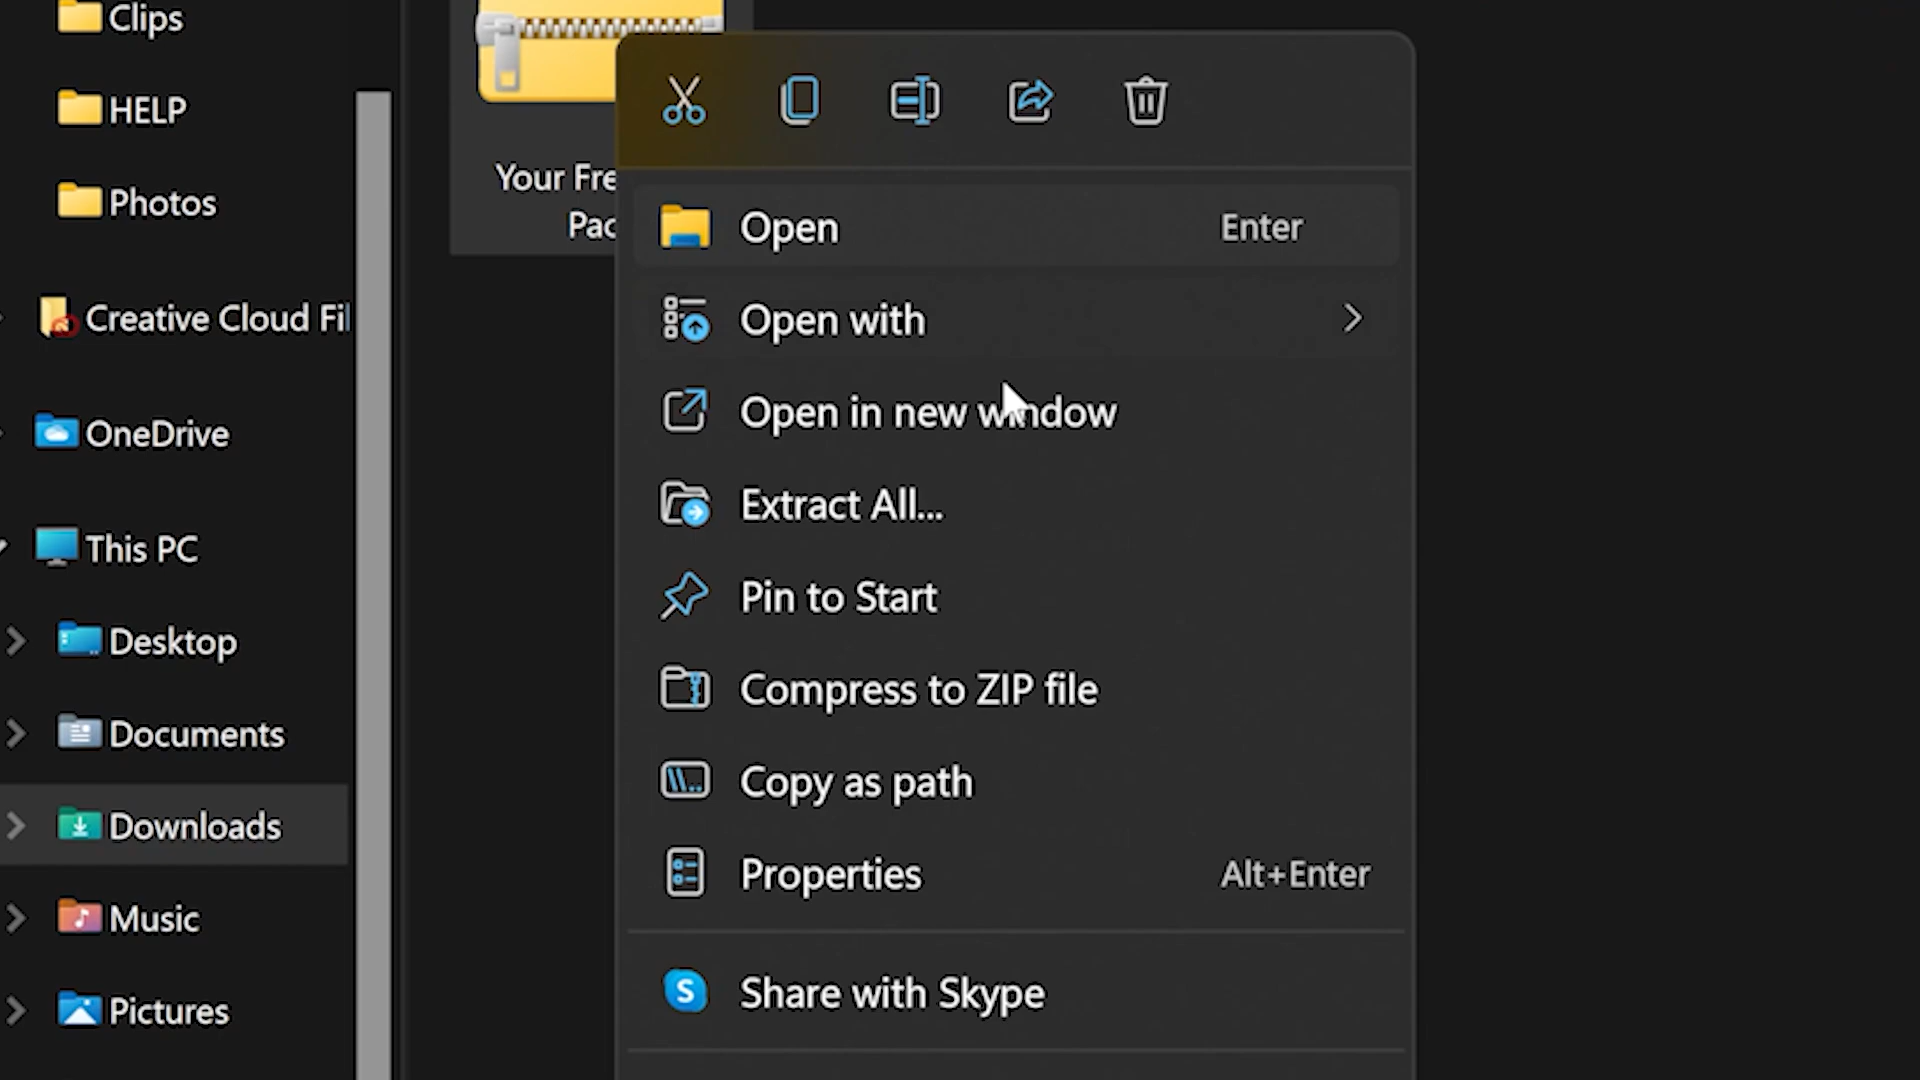 Clips
HELP
Photos
Creative Cloud Fil
OneDrive
This PC
Desktop
Documents
Downloads
Music
Pictures
Your Fre
Pac
Open Enter
Open with
Open in new window
Extract All...
Pin to Start
Compress to ZIP file
Copy as path
Properties Alt+Enter
S Share with Skype